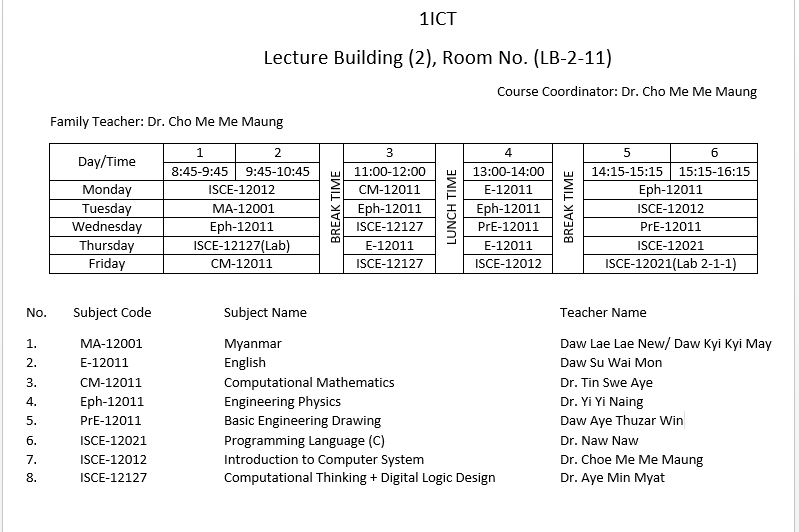 1ICT
Lecture Building (2), Room No. (LB-2-11)
Course Coordinator: Dr. Cho Me Me Maung
Family Teacher: Dr. Cho Me Me Maung
Day/Time 1 2 BREAK TIME 3 LUNCH TIME 4 BREAK TIME 5 6
8:45-9:45 9:45-10:45 11:00-12:00 13:00-14:00 14:15-15:15 15:15-16:15
Monday ISCE-12012 CM-12011 E-12011 Eph-12011
Tuesday MA-12001 Eph-12011 Eph-12011 ISCE-12012
Wednesday Eph-12011 ISCE-12127 PrE-12011 PrE-12011
Thursday ISCE-12127(Lab) E-12011 E-12011 ISCE-12021
Friday CM-12011 ISCE-12127 ISCE-12012 ISCE-12021(Lab 2-1-1)
No. Subject Code Subject Name Teacher Name
1. MA-12001 Myanmar Daw Lae Lae New/ Daw Kyi Kyi May
2. E-12011 English Daw Su Wai Mon
3. CM-12011 Computational Mathematics Dr. Tin Swe Aye
4. Eph-12011 Engineering Physics Dr. Yi Yi Naing
5. PrE-12011 Basic Engineering Drawing Daw Aye Thuzar Win
6. ISCE-12021 Programming Language (C) Dr. Naw Naw
7. ISCE-12012 Introduction to Computer System Dr. Choe Me Me Maung
8. ISCE-12127 Computational Thinking + Digital Logic Design Dr. Aye Min Myat